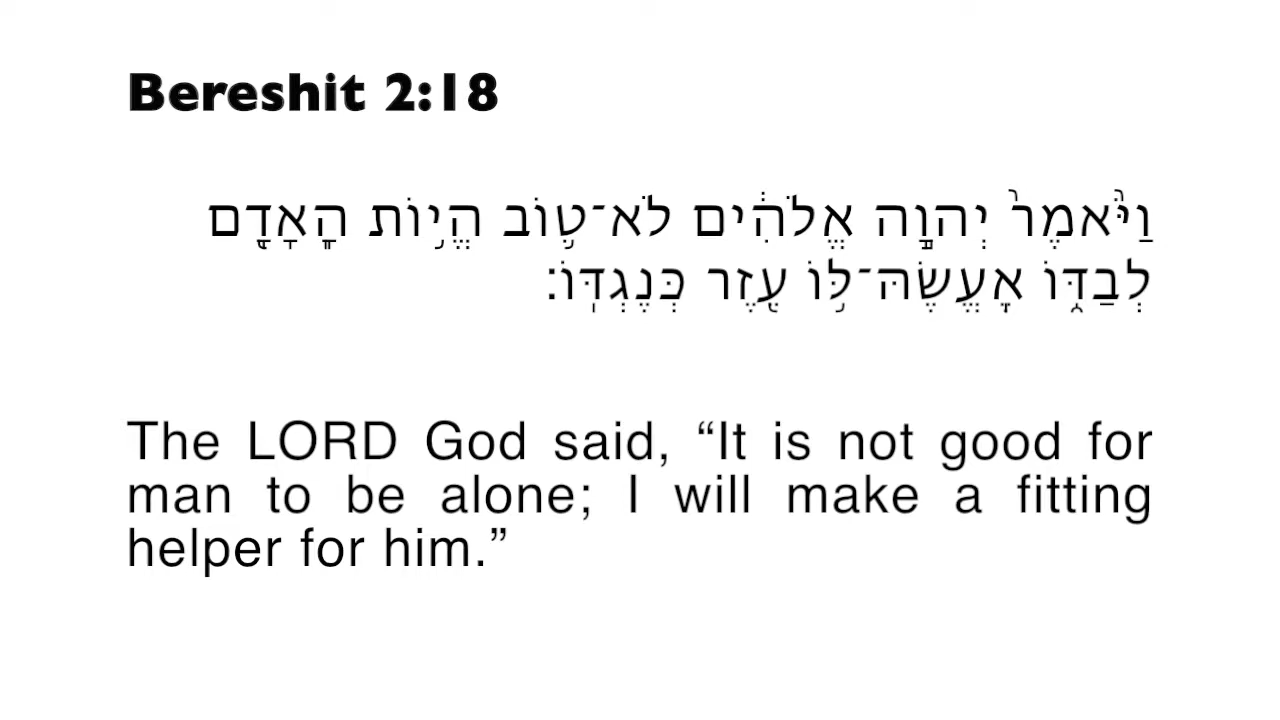 Bereshit 2:18
וַיֹּ֙אמֶר֙ יְהוָ֣ה אֱלֹהִ֔ים לֹא־ט֛וֹב הֱי֥וֹת הָֽאָדָ֖ם
לְבַדּ֑וֹ אֶֽעֱשֶׂהּ־לּ֥וֹ עֵ֖זֶר כְּנֶגְדּֽוֹ׃
The LORD God said, “It is not good for
man to be alone; I will make a fitting
helper for him.”